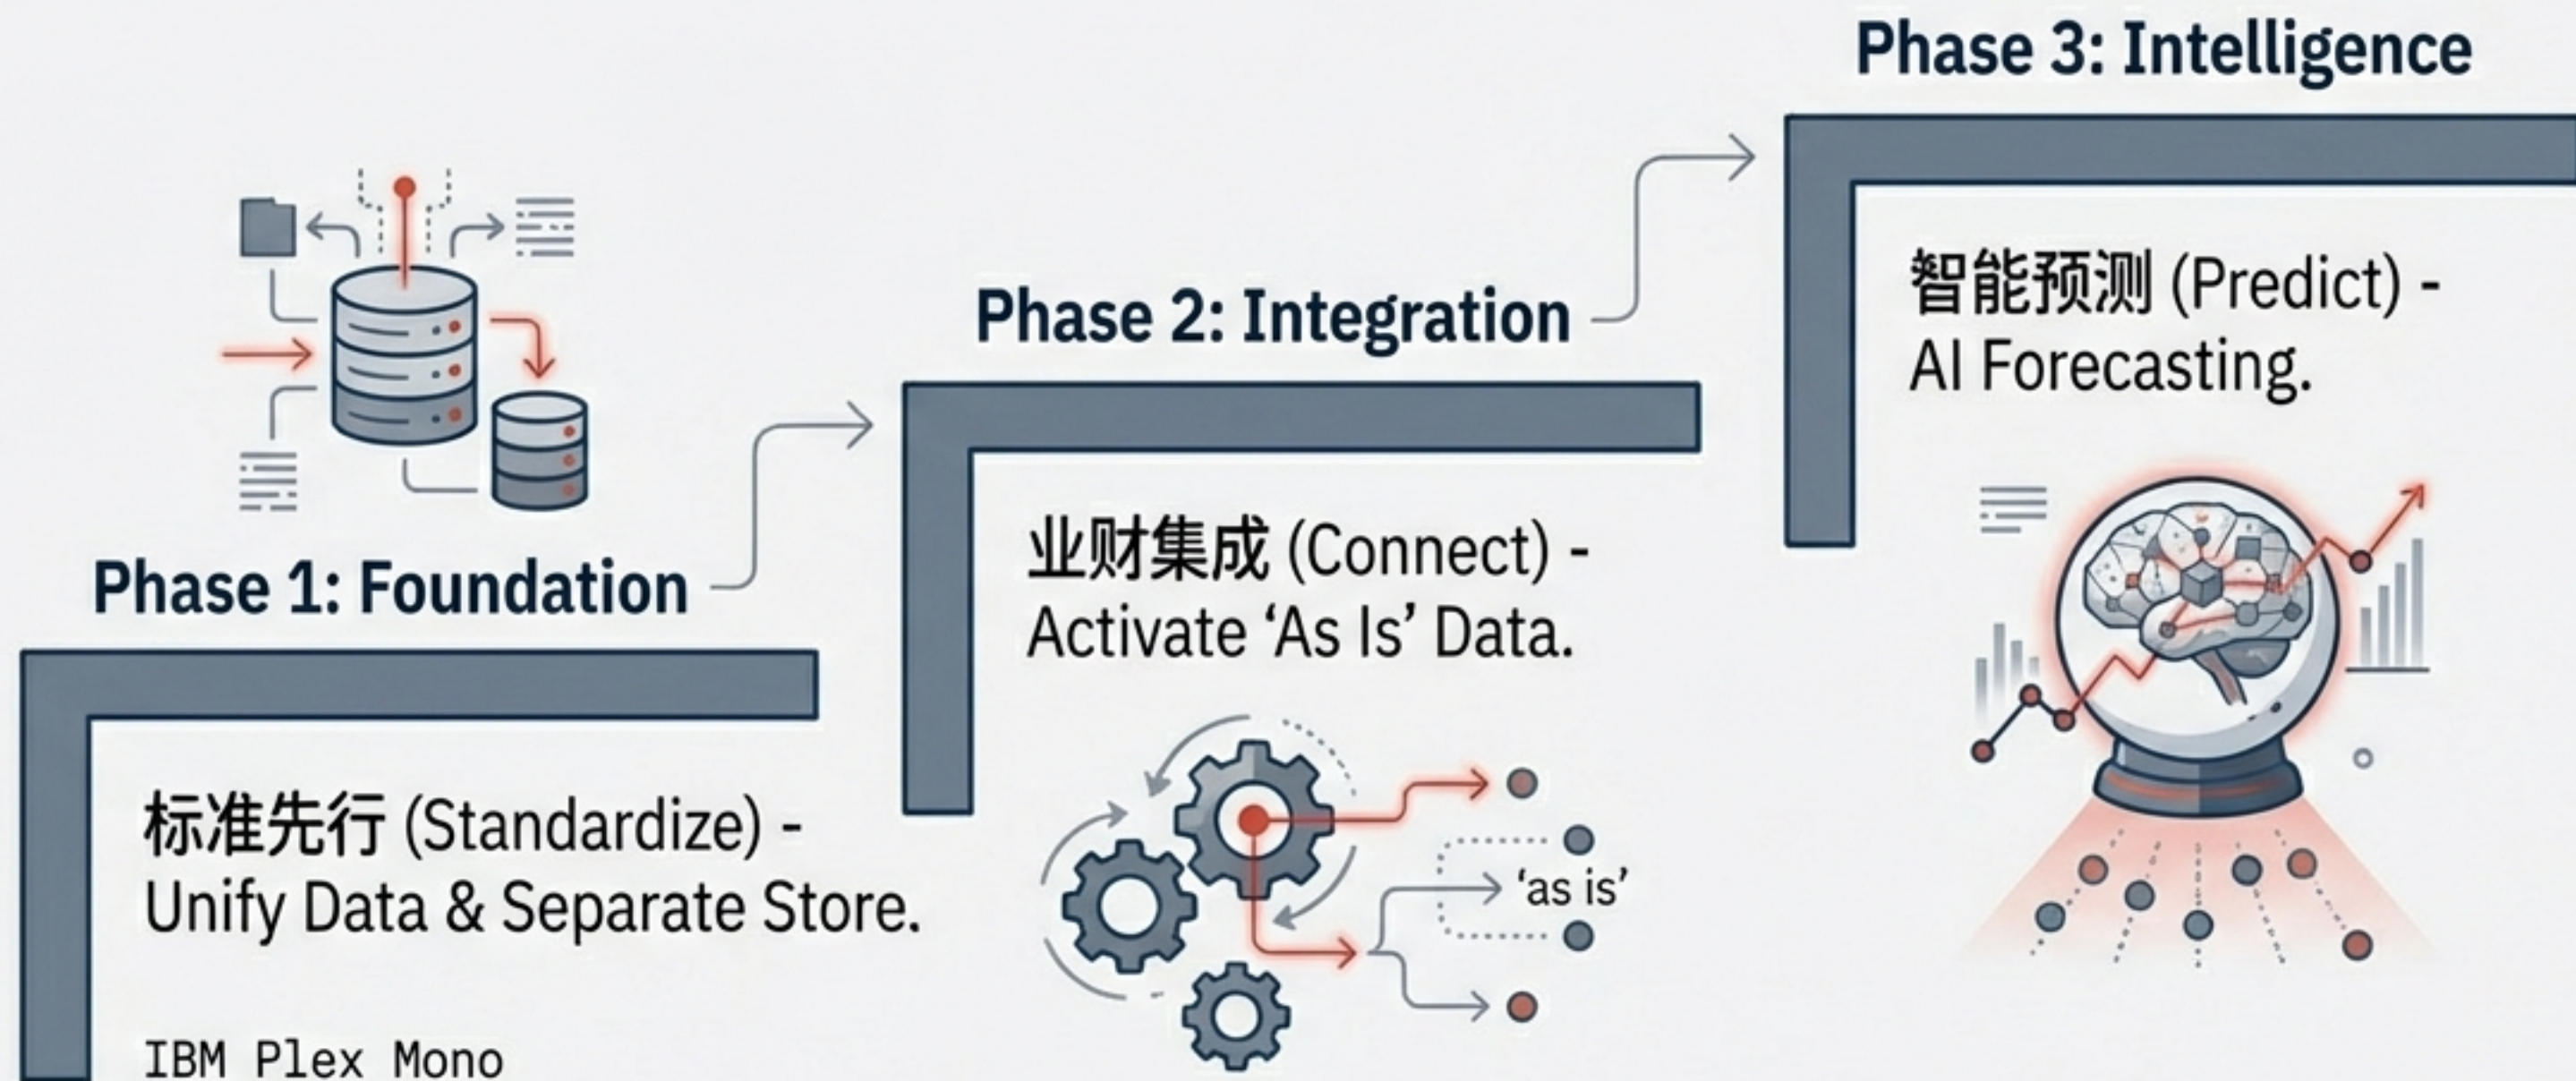 Phase 1: Foundation
标准先行 (Standardize) -
Unify Data & Separate Store.
IBM Plex Mono
Phase 2: Integration
业财集成 (Connect) -
Activate ‘As Is’ Data.
‘as is’
Phase 3: Intelligence
智能预测 (Predict) -
AI Forecasting.